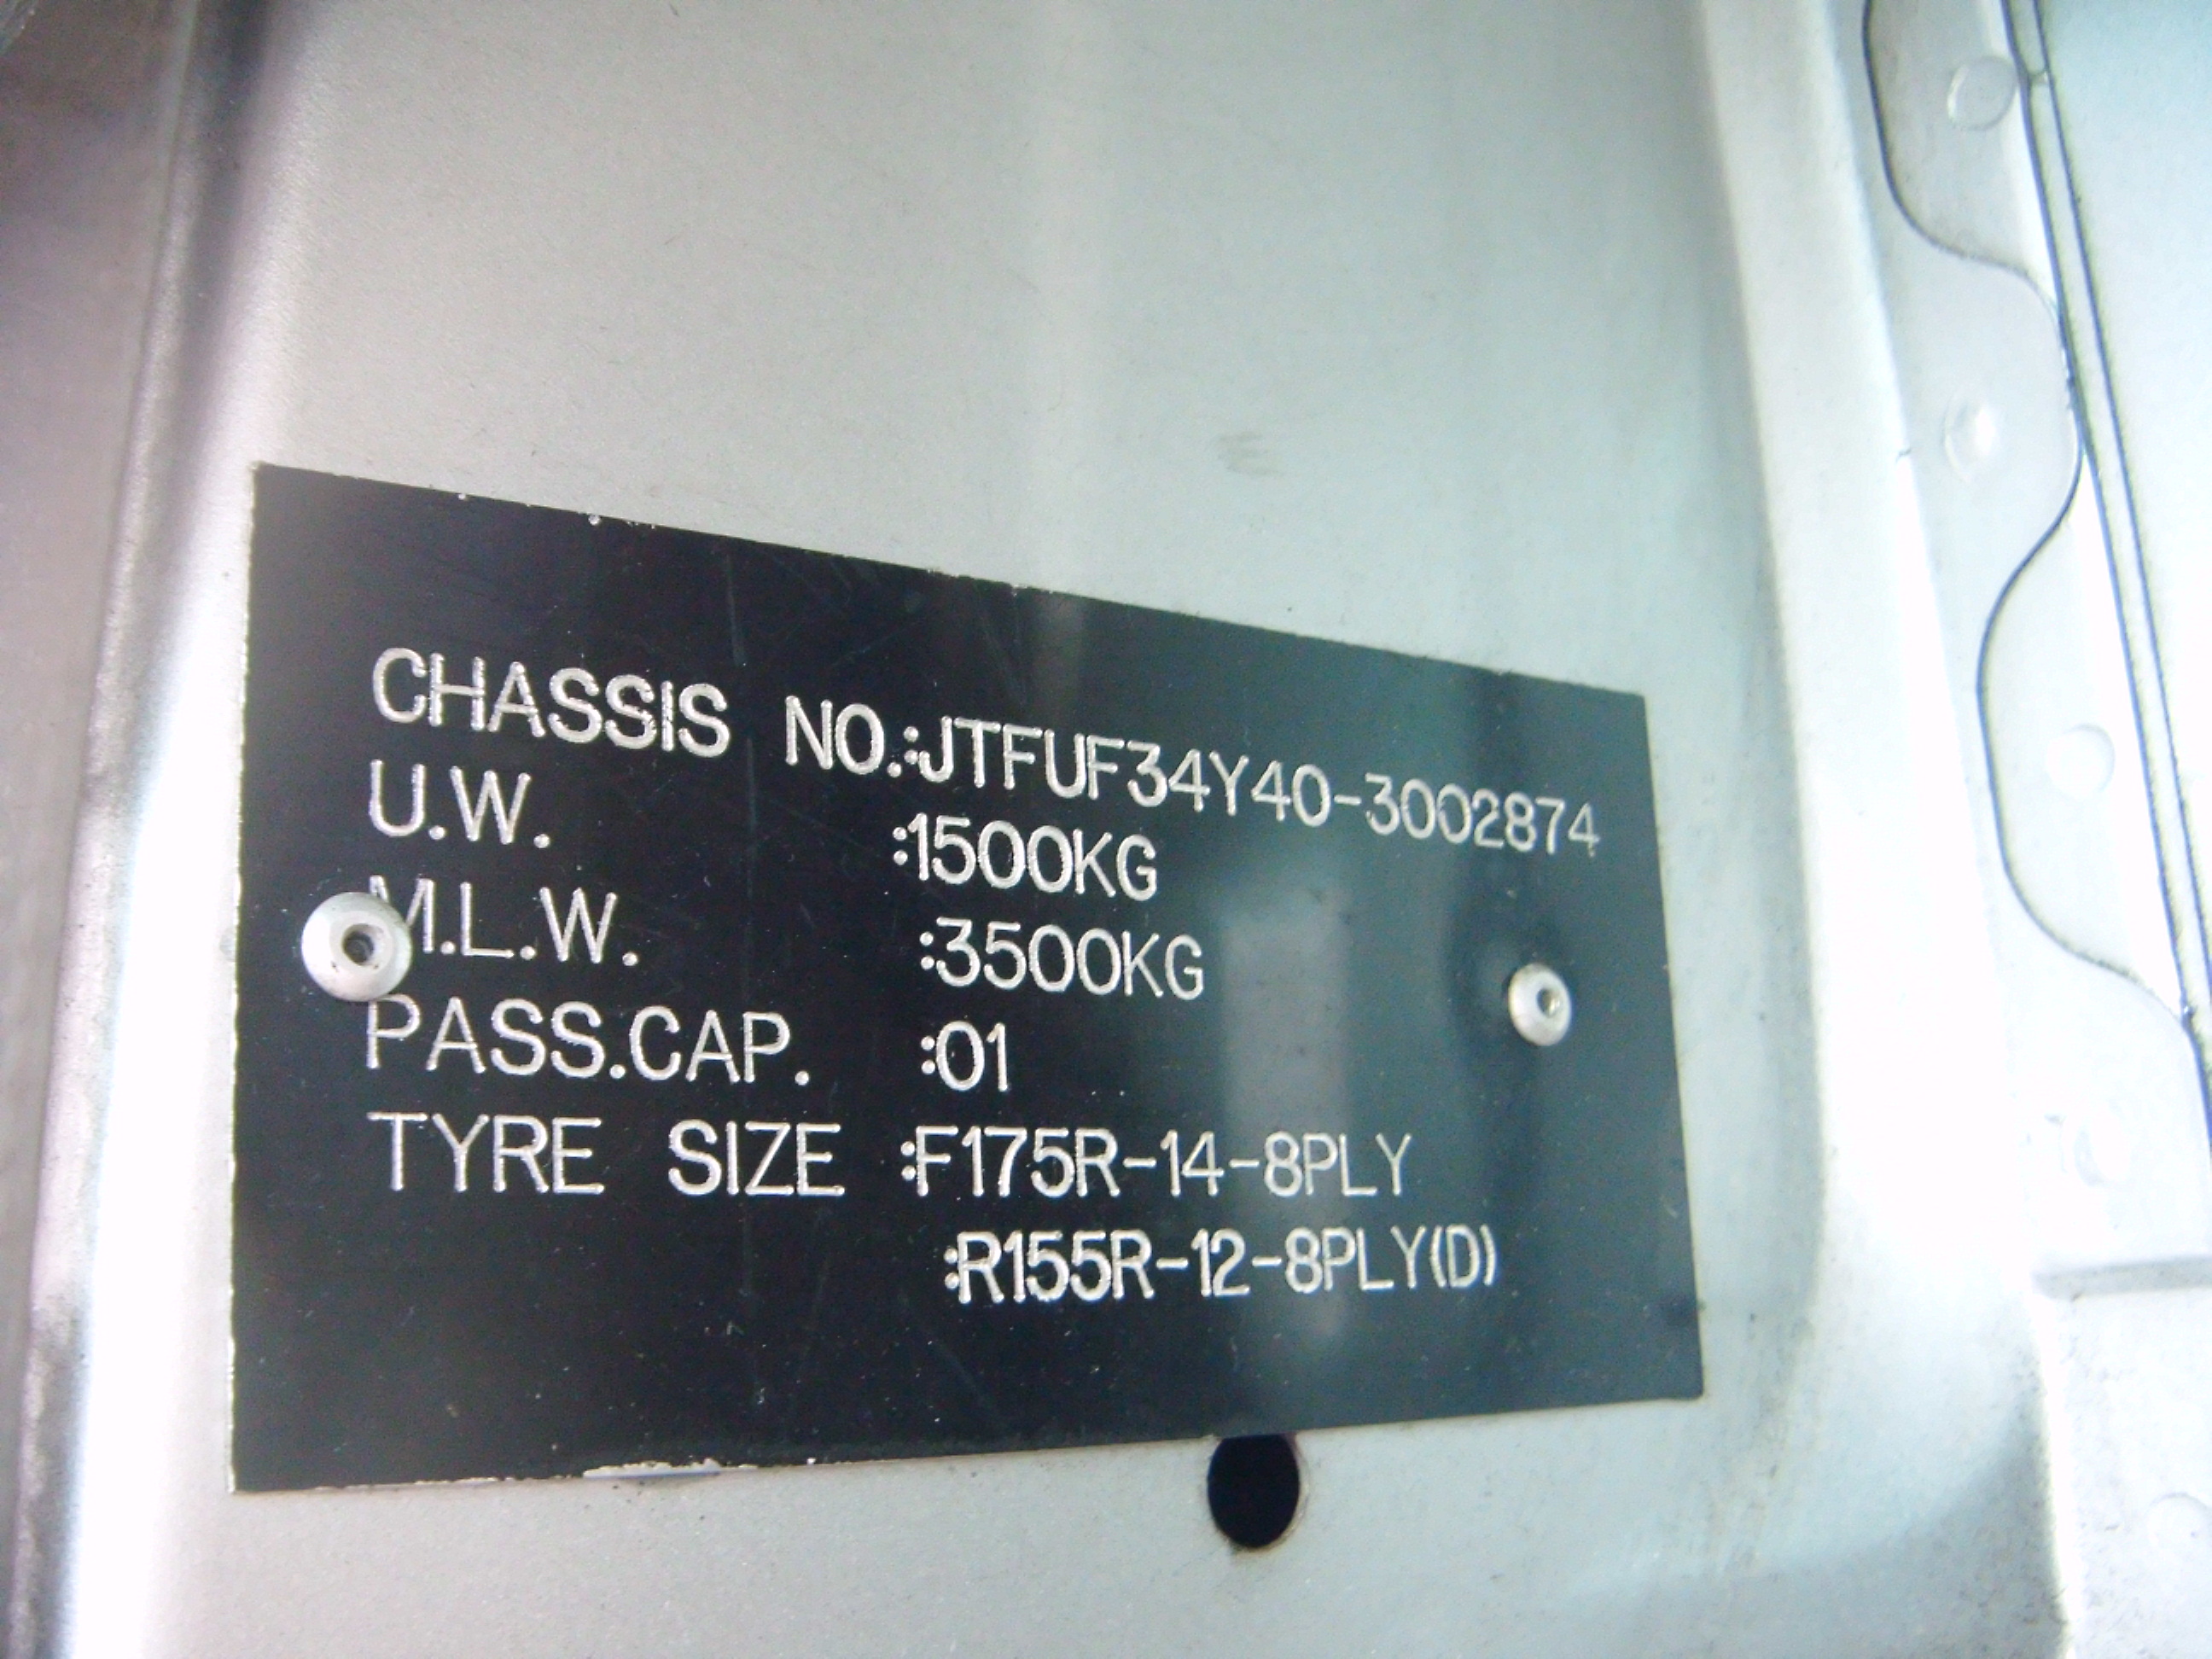 CHASSIS NO.:JTFUF34Y40-3002874
U.W. :1500KG
M.L.W. :3500KG
PASS.CAP. :01
TYRE SIZE :F175R-14-8PLY
:R155R-12-8PLY(D)